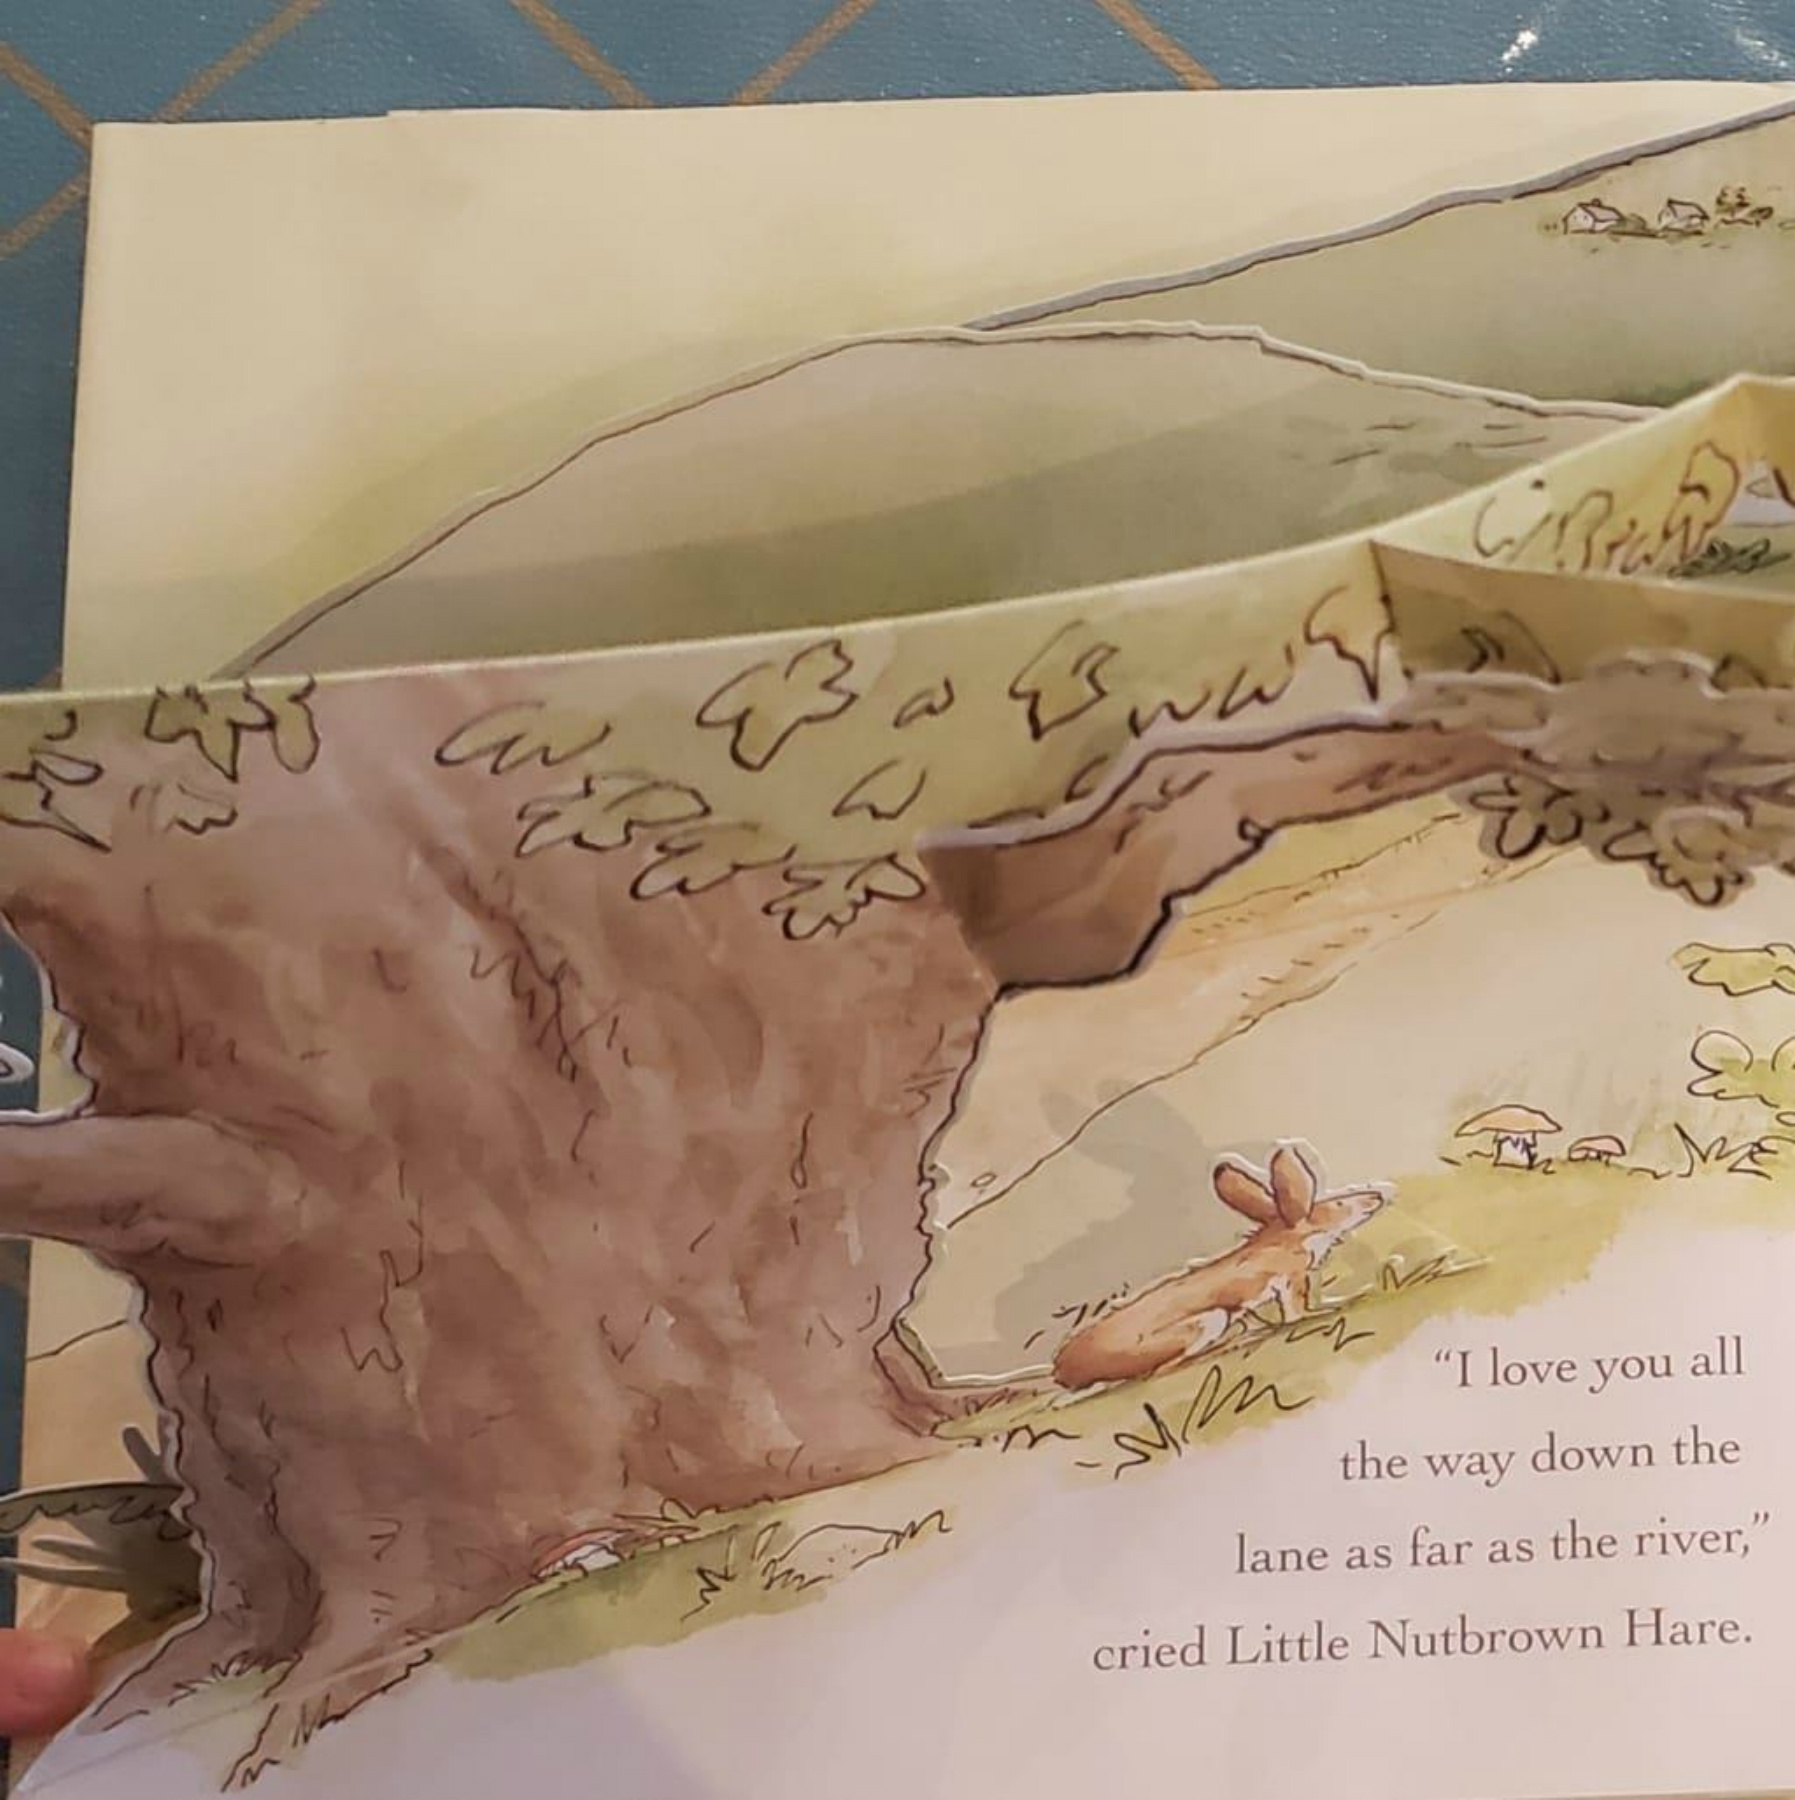 “I love you all
the way down the
lane as far as the river,”
cried Little Nutbrown Hare.